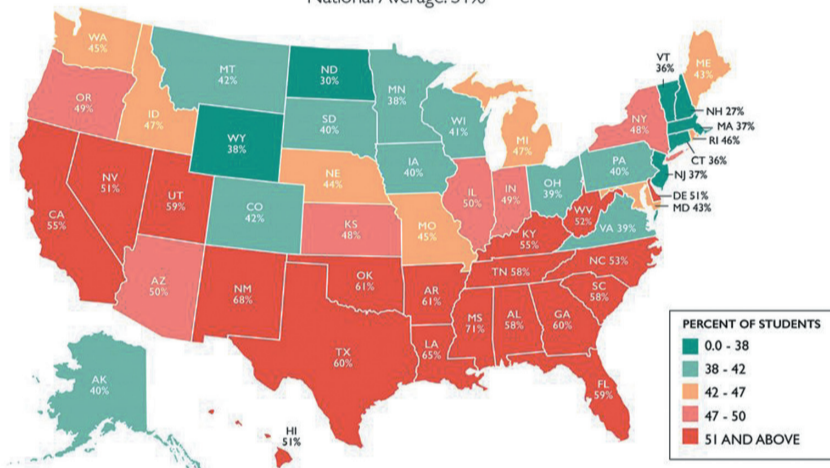 National Average: 51%
WA
45%
OR
49%
CA
55%
NV
51%
ID
47%
MT
42%
WY
38%
UT
59%
AZ
50%
CO
42%
NM
68%
ND
30%
SD
40%
NE
44%
KS
48%
OK
61%
TX
60%
MN
38%
IA
40%
MO
45%
AR
61%
LA
65%
WI
41%
IL
50%
MI
47%
IN
49%
OH
39%
KY
55%
TN 58%
MS
71%
AL
58%
GA
60%
FL
59%
SC
58%
NC 53%
VA 39%
WV
52%
PA
40%
NY
48%
VT
36%
ME
43%
NH 27%
MA 37%
RI 46%
CT 36%
NJ 37%
DE 51%
MD 43%
AK
40%
HI
51%
PERCENT OF STUDENTS
0.0 - 38
38 - 42
42 - 47
47 - 50
51 AND ABOVE